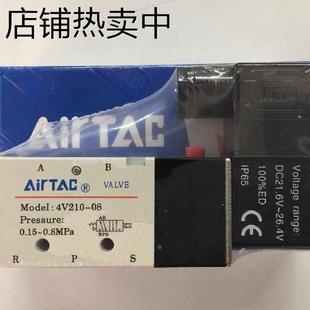 店铺热卖中
AirTAC
A B
AirTAC ® VALVE
Model: 4V210-08
Pressure:
0.15~0.8MPa
R P S
Voltage range:
DC21.6V~26.4V
100%ED
IP65